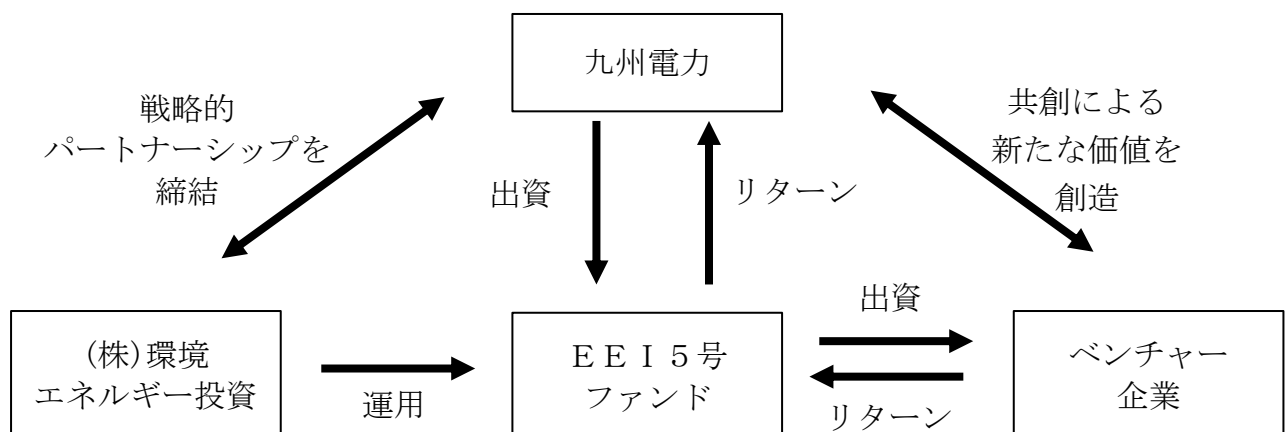 九州電力
戦略的
パートナーシップを
締結
出資
リターン
共創による
新たな価値を
創造
(株)環境
エネルギー投資
運用
ＥＥＩ５号
ファンド
出資
リターン
ベンチャー
企業